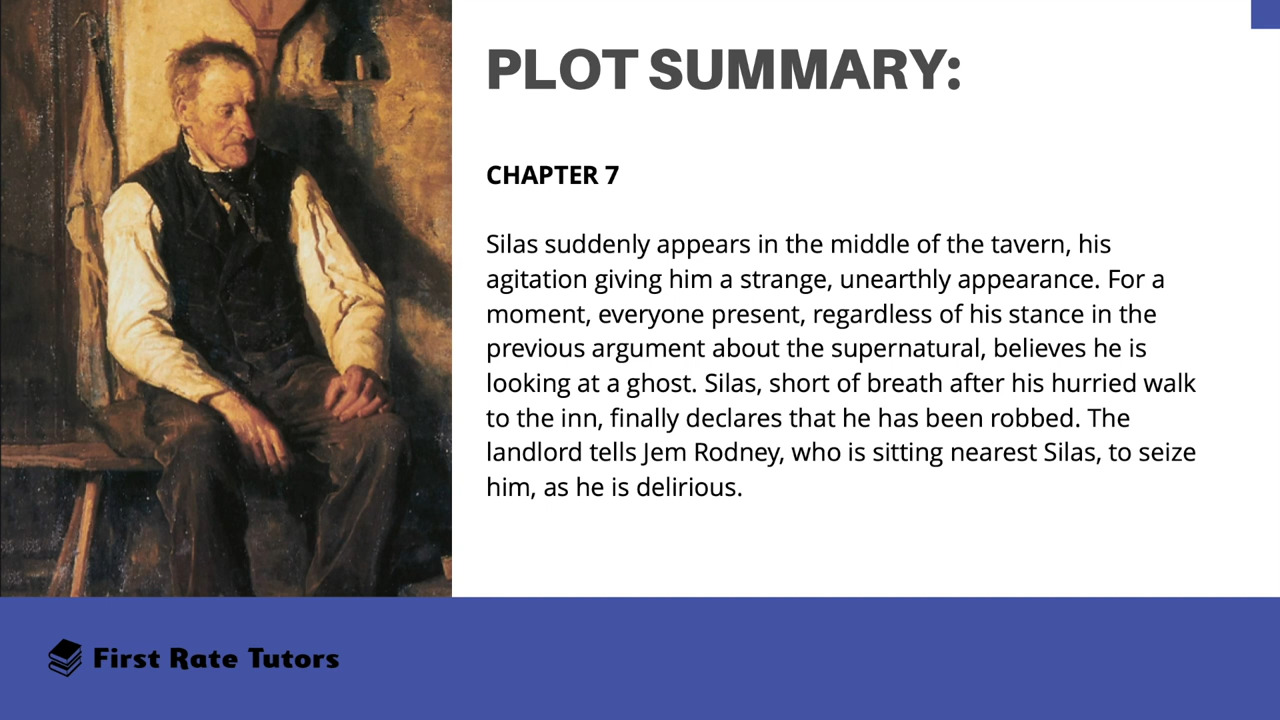 PLOT SUMMARY:
CHAPTER 7
Silas suddenly appears in the middle of the tavern, his
agitation giving him a strange, unearthly appearance. For a
moment, everyone present, regardless of his stance in the
previous argument about the supernatural, believes he is
looking at a ghost. Silas, short of breath after his hurried walk
to the inn, finally declares that he has been robbed. The
landlord tells Jem Rodney, who is sitting nearest Silas, to seize
him, as he is delirious.
First Rate Tutors